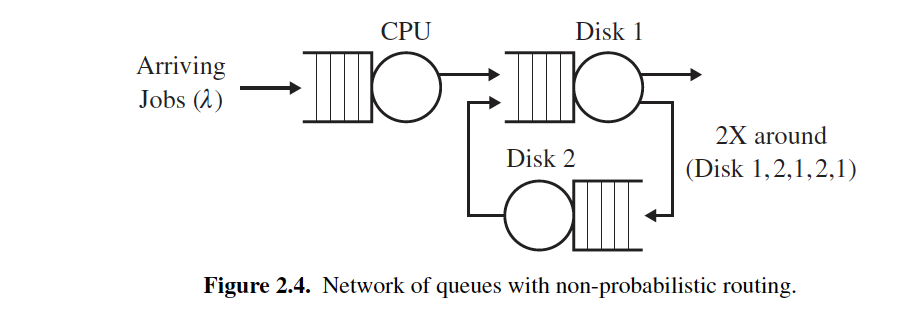 CPU
Disk 1
Arriving
Jobs (λ)
2X around
(Disk 1,2,1,2,1)
Disk 2
Figure 2.4. Network of queues with non-probabilistic routing.